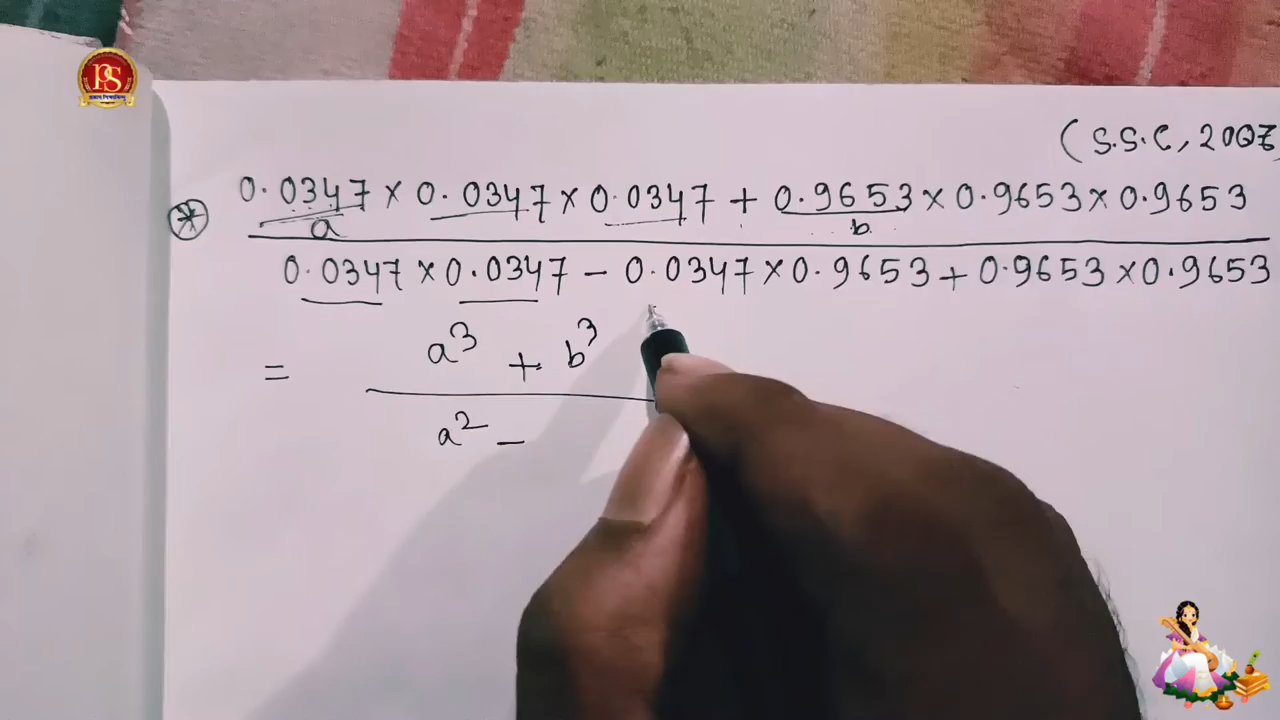 PS
(S.S.C, 2007
0.0347 × 0.0347 × 0.0347 + 0.9653 × 0.9653 × 0.9653
a b.
0.0347 × 0.0347 − 0.0347 × 0.9653 + 0.9653 × 0.9653
= a³ + b³
a² −